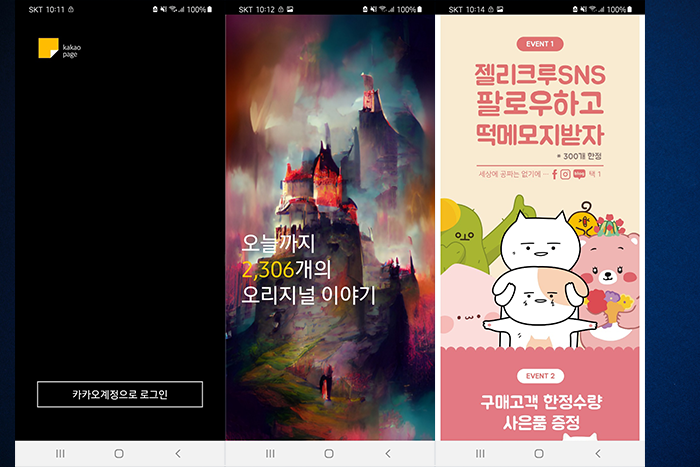 SKT 10:11
100%
kakao
page
카카오계정으로 로그인
SKT 10:12
100%
오늘까지
2,306개의
오리지널 이야기
SKT 10:14
100%
EVENT 1
젤리크루SNS
팔로우하고
떡메모지받자
* 300개 한정
세상에 공짜는 없기에 ... f blog 택 1
EVENT 2
구매고객 한정수량
사은품 증정